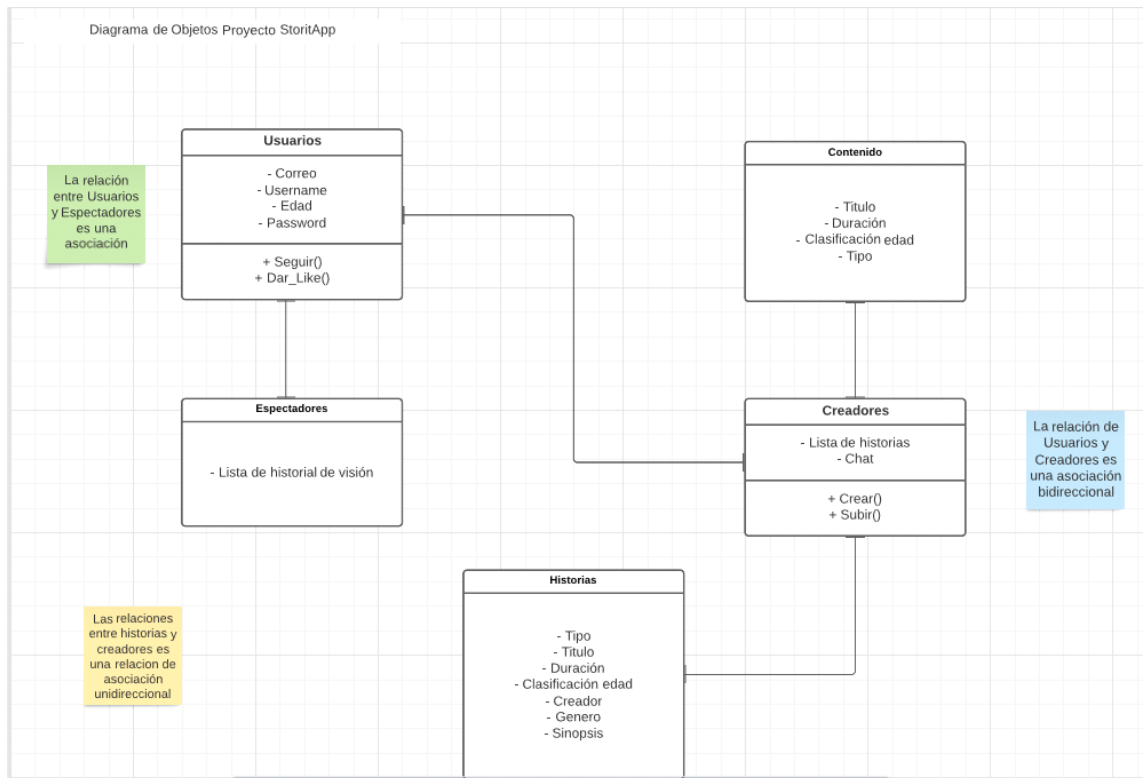 Diagrama de Objetos Proyecto StoritApp
Usuarios
- Correo
- Username
- Edad
- Password
+ Seguir()
+ Dar_Like()
La relación
entre Usuarios
y Espectadores
es una
asociación
Contenido
- Titulo
- Duración
- Clasificación edad
- Tipo
Espectadores
- Lista de historial de visión
Creadores
- Lista de historias
- Chat
+ Crear()
+ Subir()
La relación de
Usuarios y
Creadores es
una asociación
bidireccional
Historias
- Tipo
- Titulo
- Duración
- Clasificación edad
- Creador
- Genero
- Sinopsis
Las relaciones
entre historias y
creadores es
una relacion de
asociación
unidireccional